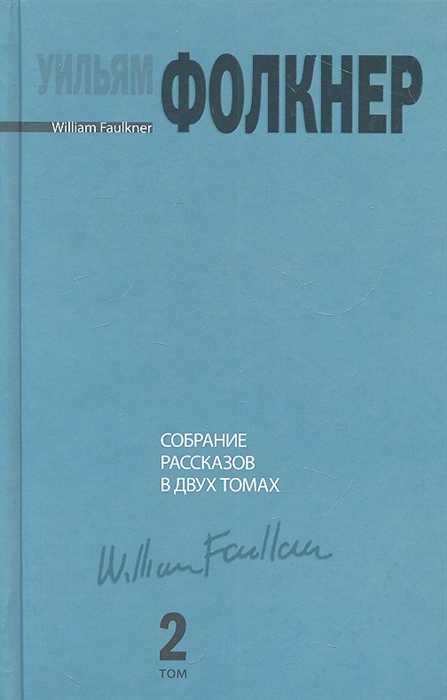 УИЛЬЯМ ФОЛКНЕР
William Faulkner
СОБРАНИЕ
РАССКАЗОВ
В ДВУХ ТОМАХ
William Faulkner
2
ТОМ